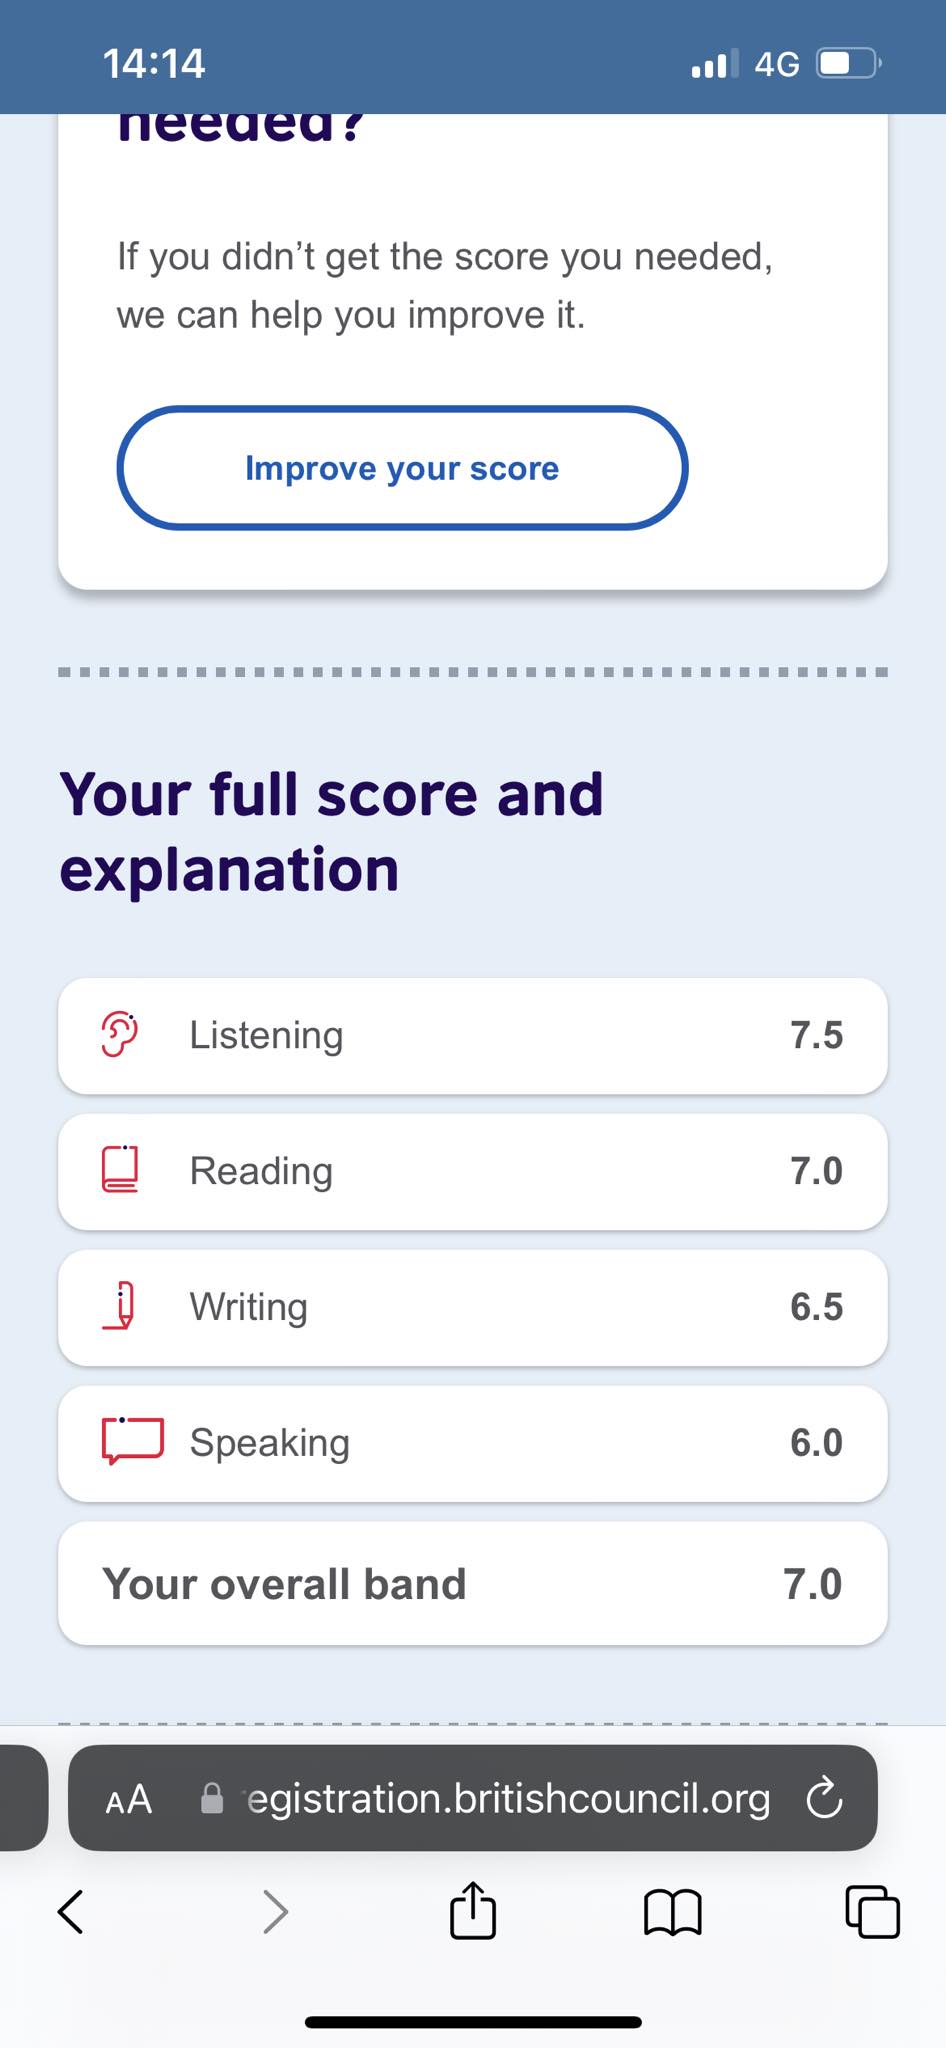 14:14
4G
needed?
If you didn’t get the score you needed,
we can help you improve it.
Improve your score
Your full score and
explanation
Listening 7.5
Reading 7.0
Writing 6.5
Speaking 6.0
Your overall band 7.0
AA egistration.britishcouncil.org